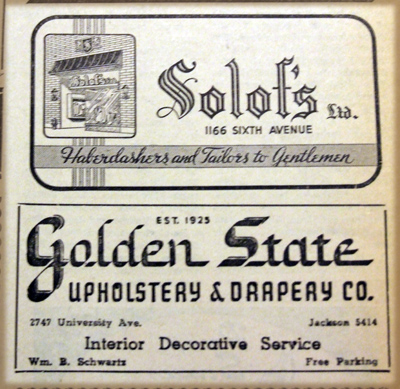 Solof's
Solof's Ltd.
1166 SIXTH AVENUE
Haberdashers and Tailors to Gentlemen
EST. 1925
Golden State
UPHOLSTERY & DRAPERY CO.
2747 University Ave. Jackson 5414
Interior Decorative Service
Wm. B. Schwartz Free Parking